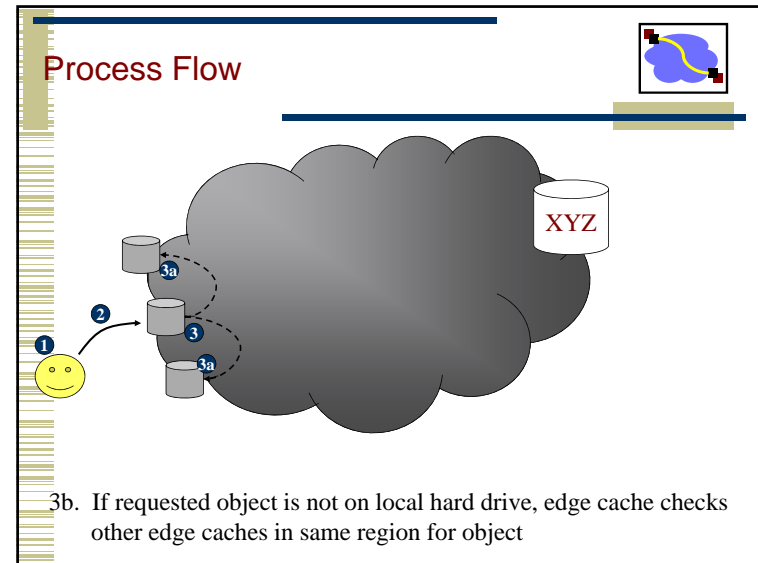 Process Flow
XYZ
3a
2
3
1
3a
3b. If requested object is not on local hard drive, edge cache checks
other edge caches in same region for object